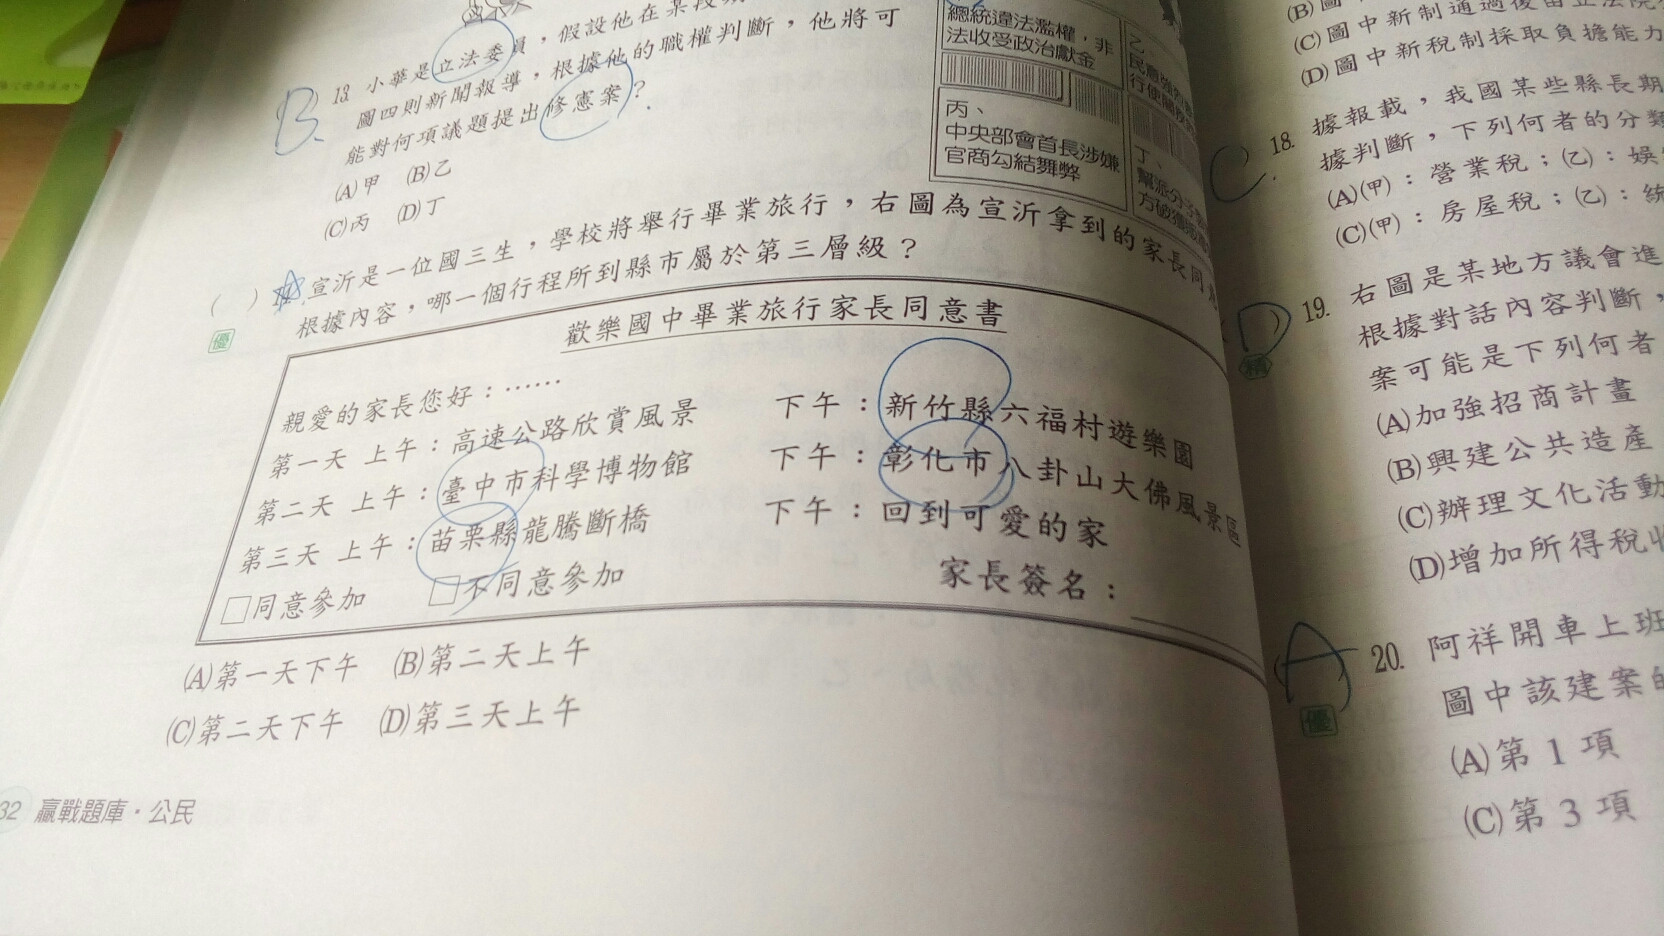 13. 小華是立法委員，假設他在某
圖四則新聞報導，根據他的職權判斷，他將可
能對何項議題提出修憲案？
(A)甲 (B)乙
(C)丙 (D)丁
B
總統違法濫權，非
法收受政治獻金
乙、
丙、
中央部會首長涉嫌
官商勾結舞弊
丁、
( ) 宣沂是一位國三生，學校將舉行畢業旅行，右圖為宣沂拿到的家長同
根據內容，哪一個行程所到縣市屬於第三層級？
優
歡樂國中畢業旅行家長同意書
親愛的家長您好：……
第一天 上午：高速公路欣賞風景 下午：新竹縣六福村遊樂園
第二天 上午：臺中市科學博物館 下午：彰化市八卦山大佛風景區
第三天 上午：苗栗縣龍騰斷橋 下午：回到可愛的家
□同意參加 □不同意參加 家長簽名：
(A)第一天下午 (B)第二天上午
(C)第二天下午 (D)第三天上午
32 贏戰題庫·公民
(B)圖
(C)圖中新制通過後由立法院
(D)圖中新稅制採取負擔能力
C
18. 據報載，我國某些縣長期
據判斷，下列何者的分類
(A)(甲)：營業稅；(乙)：娛
(C)(甲)：房屋稅；(乙)：統
D
19. 右圖是某地方議會進
根據對話內容判斷，
案可能是下列何者
(A)加強招商計畫
(B)興建公共造產
(C)辦理文化活動
(D)增加所得稅收
精
A
20. 阿祥開車上班
圖中該建案的
(A)第 1 項
(C)第 3 項
優